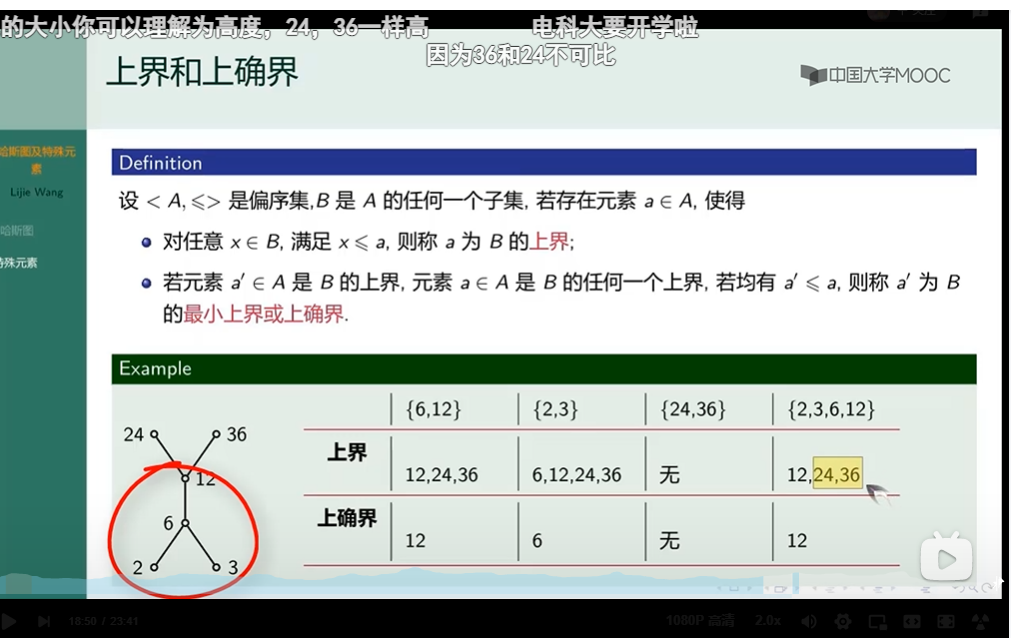 的大小你可以理解为高度，24，36一样高
电科大要开学啦
因为36和24不可比
上界和上确界
中国大学MOOC
哈斯图及特殊元
素
Lijie Wang
哈斯图
特殊元素
Definition
设 < A, ⩽> 是偏序集,B 是 A 的任何一个子集, 若存在元素 a ∈ A, 使得
对任意 x ∈ B, 满足 x ⩽ a, 则称 a 为 B 的上界;
若元素 a′ ∈ A 是 B 的上界, 元素 a ∈ A 是 B 的任何一个上界, 若均有 a′ ⩽ a, 则称 a′ 为 B
的最小上界或上确界.
Example
{6,12} {2,3} {24,36} {2,3,6,12}
上界 12,24,36 6,12,24,36 无 12,24,36
上确界 12 6 无 12
24 36
12
6
2 3
18:50 / 23:41 1080P 高清 2.0x